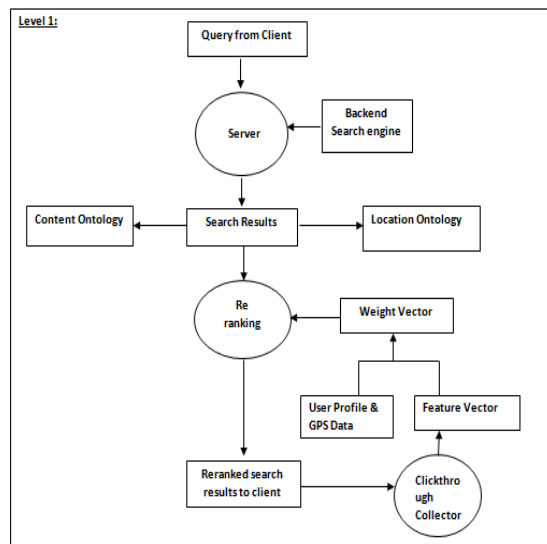 Level 1:
Query from Client
Server
Backend
Search engine
Content Ontology
Search Results
Location Ontology
Re
ranking
Weight Vector
User Profile &
GPS Data
Feature Vector
Reranked search
results to client
Clickthro
ugh
Collector